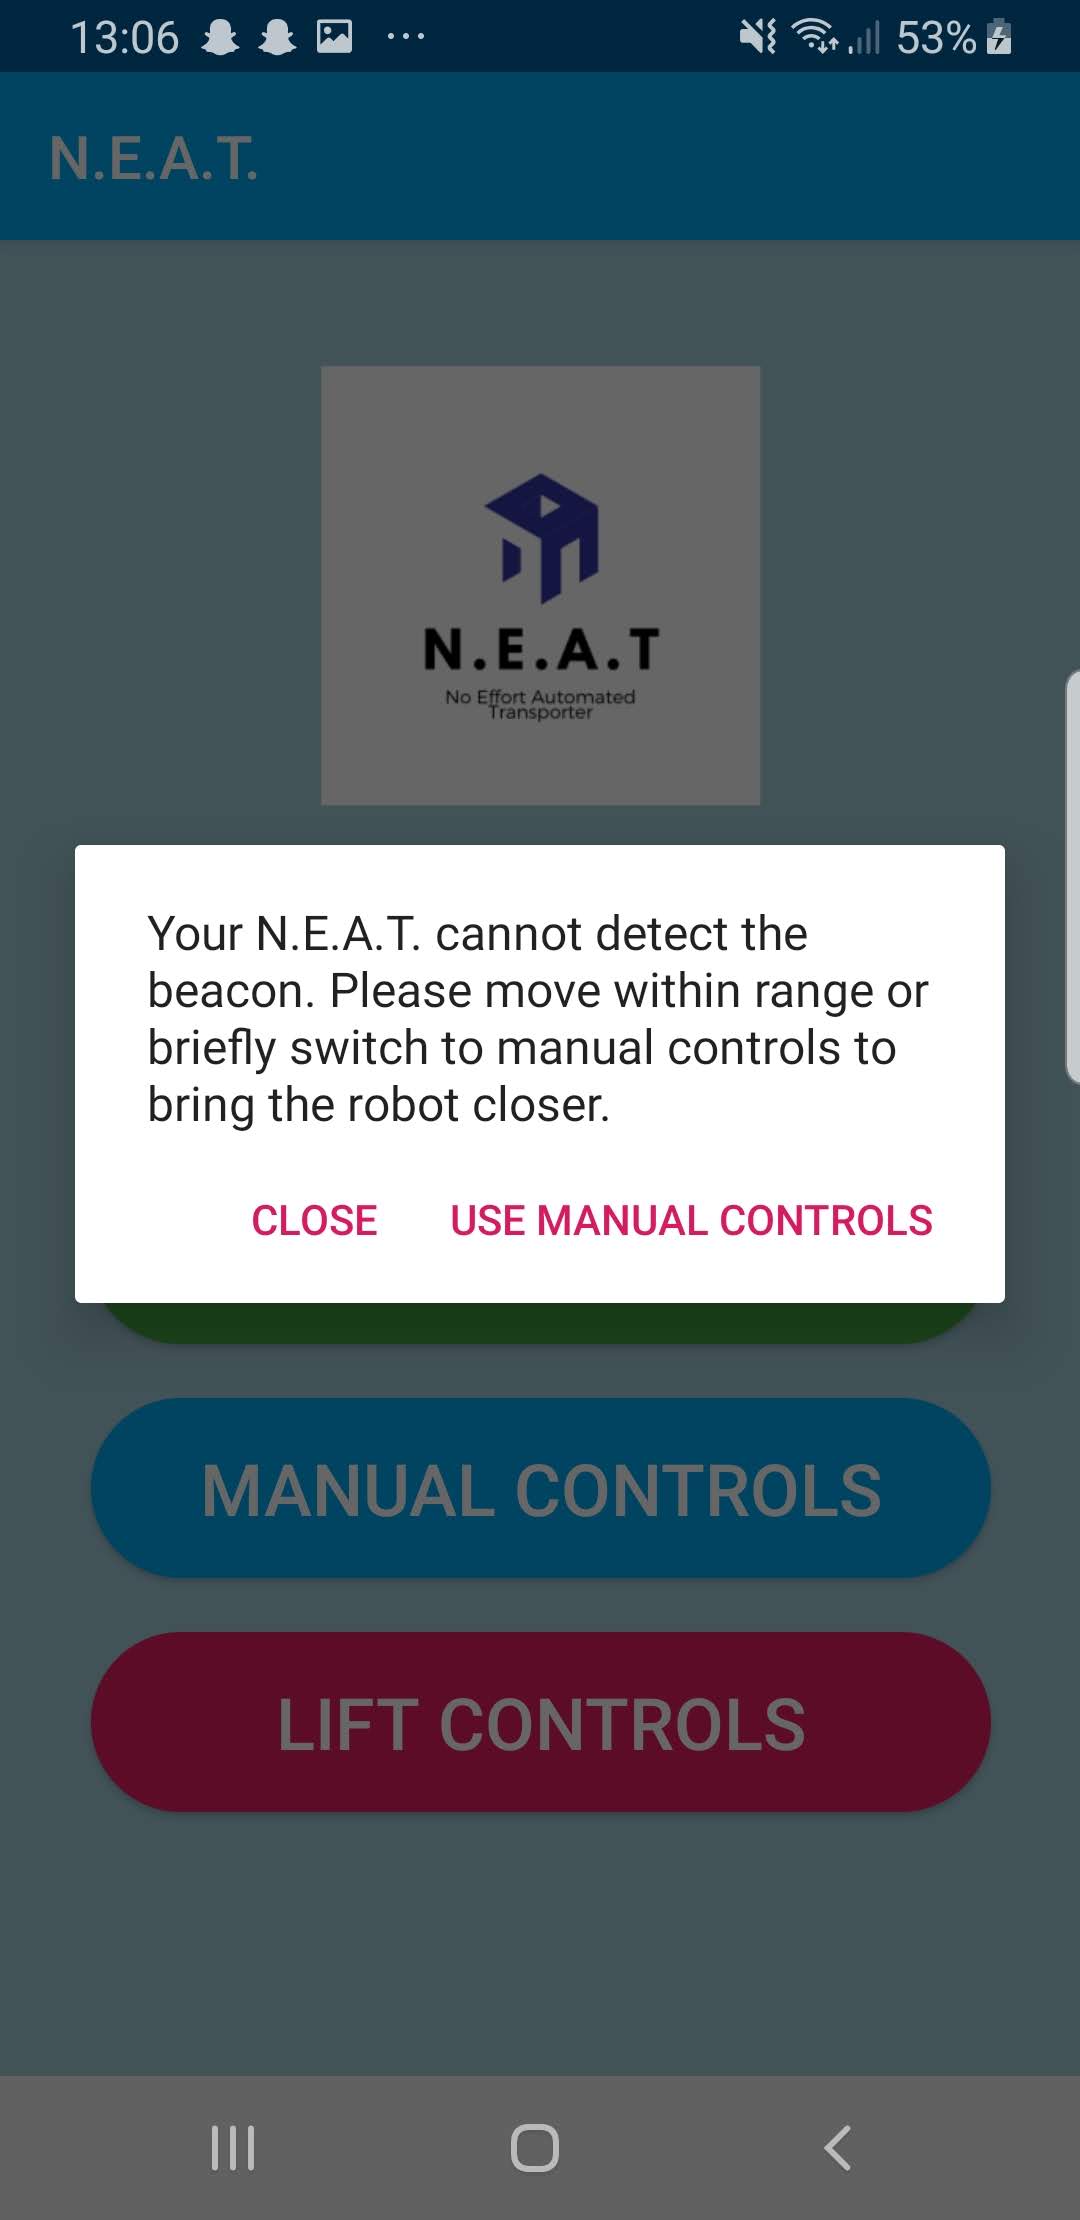 13:06
53%
N.E.A.T.
N.E.A.T
No Effort Automated
Transporter
Your N.E.A.T. cannot detect the
beacon. Please move within range or
briefly switch to manual controls to
bring the robot closer.
CLOSE USE MANUAL CONTROLS
MANUAL CONTROLS
LIFT CONTROLS